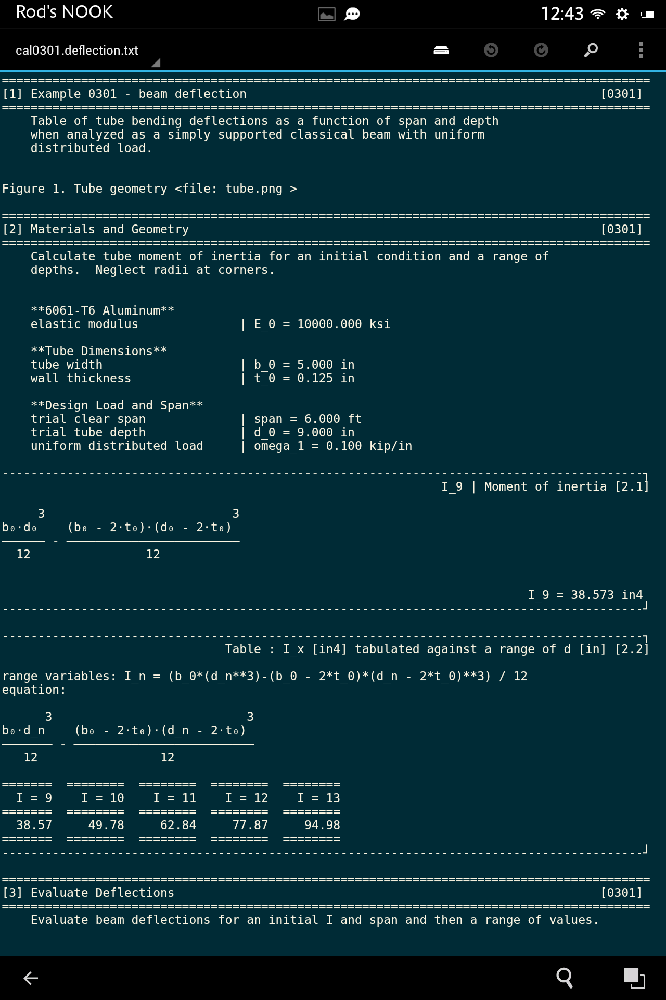 Rod's NOOK 12:43
cal0301.deflection.txt
==========================================================================================
[1] Example 0301 - beam deflection                                                 [0301]
==========================================================================================
    Table of tube bending deflections as a function of span and depth
    when analyzed as a simply supported classical beam with uniform
    distributed load.
Figure 1. Tube geometry <file: tube.png >
==========================================================================================
[2] Materials and Geometry                                                         [0301]
==========================================================================================
    Calculate tube moment of inertia for an initial condition and a range of
    depths.  Neglect radii at corners.
    **6061-T6 Aluminum**
    elastic modulus              | E_0 = 10000.000 ksi
    **Tube Dimensions**
    tube width                   | b_0 = 5.000 in
    wall thickness               | t_0 = 0.125 in
    **Design Load and Span**
    trial clear span             | span = 6.000 ft
    trial tube depth             | d_0 = 9.000 in
    uniform distributed load     | omega_1 = 0.100 kip/in
-----------------------------------------------------------------------------------------┐
                                                             I_9 | Moment of inertia [2.1]
     3                          3
b₀·d₀    (b₀ - 2·t₀)·(d₀ - 2·t₀)
────── - ────────────────────────
  12                12
                                                                         I_9 = 38.573 in4
-----------------------------------------------------------------------------------------┘
-----------------------------------------------------------------------------------------┐
                               Table : I_x [in4] tabulated against a range of d [in] [2.2]
range variables: I_n = (b_0*(d_n**3)-(b_0 - 2*t_0)*(d_n - 2*t_0)**3) / 12
equation:
      3                           3
b₀·d_n    (b₀ - 2·t₀)·(d_n - 2·t₀)
─────── - ─────────────────────────
   12                 12
=======  ========  ========  ========  ========
  I = 9    I = 10    I = 11    I = 12    I = 13
=======  ========  ========  ========  ========
  38.57     49.78     62.84     77.87     94.98
=======  ========  ========  ========  ========
-----------------------------------------------------------------------------------------┘
==========================================================================================
[3] Evaluate Deflections                                                           [0301]
==========================================================================================
    Evaluate beam deflections for an initial I and span and then a range of values.